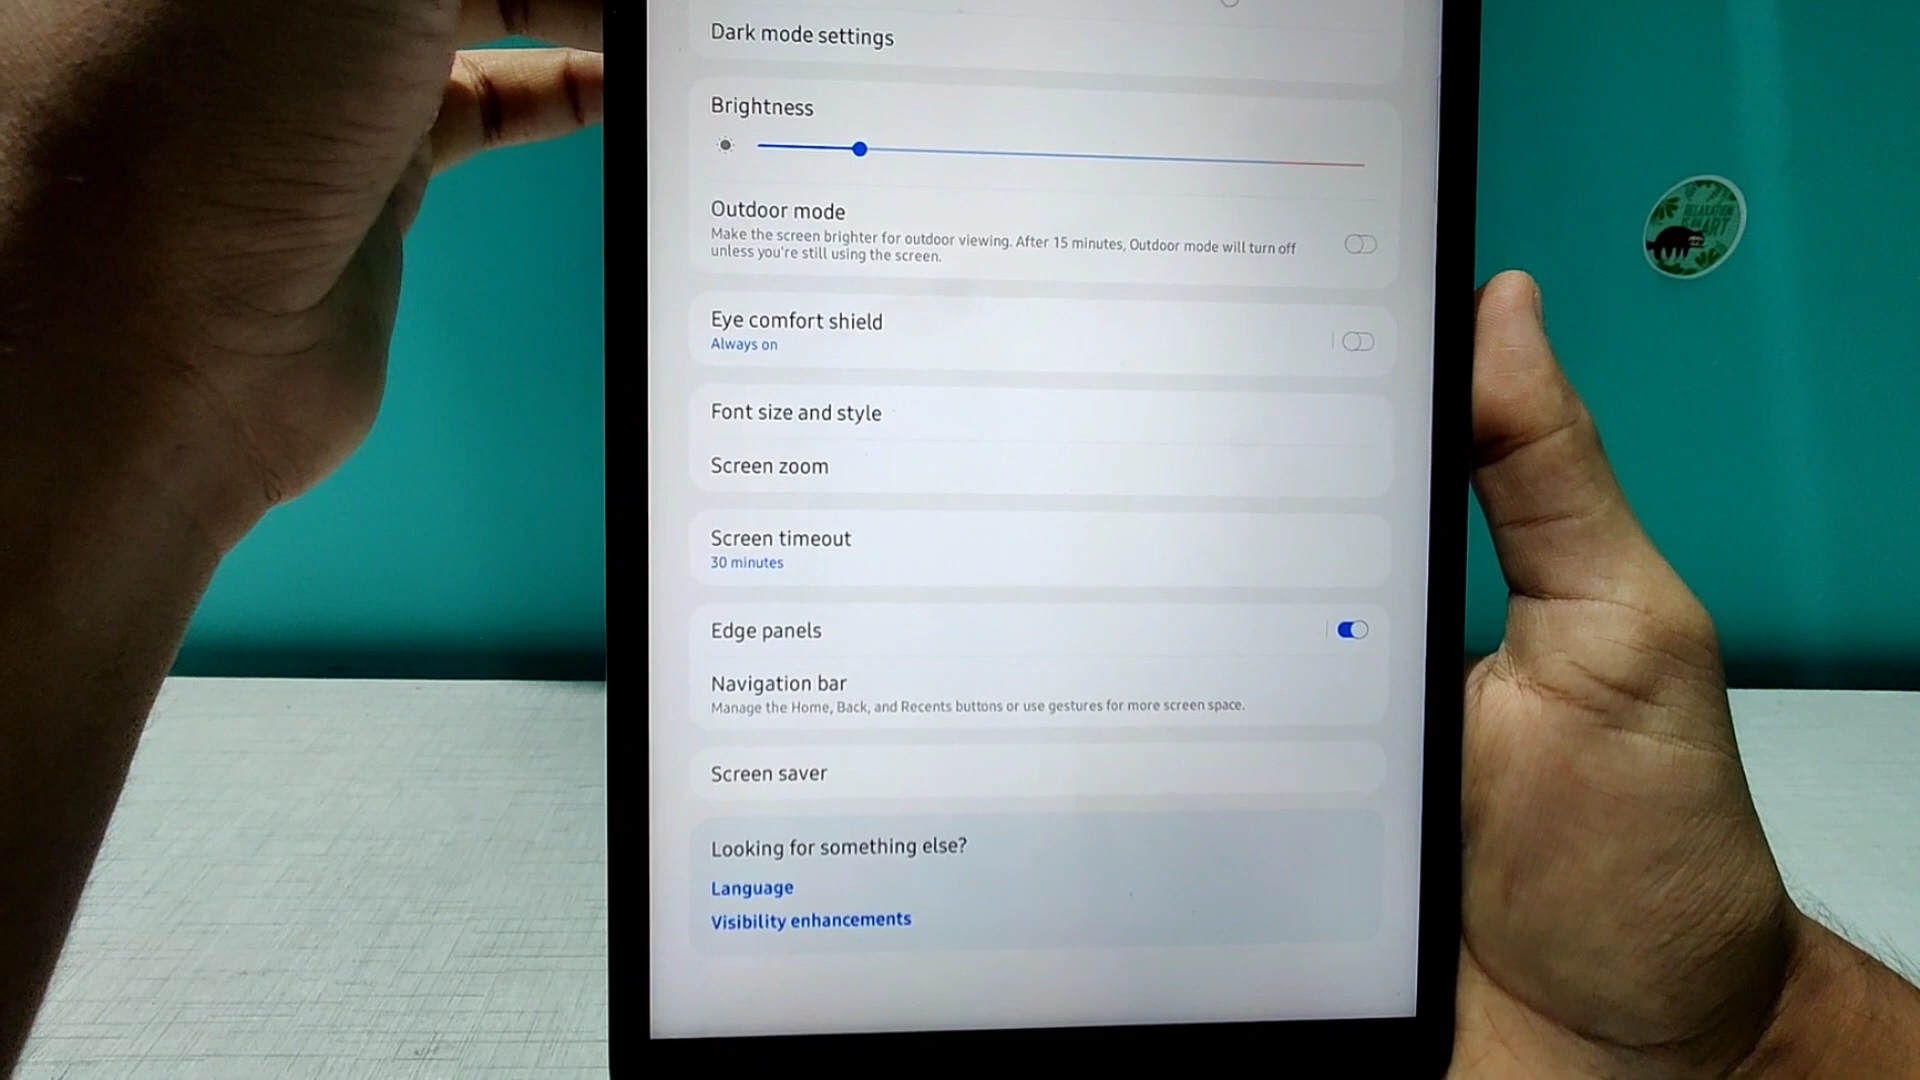 Dark mode settings
Brightness
Outdoor mode
Make the screen brighter for outdoor viewing. After 15 minutes, Outdoor mode will turn off
unless you're still using the screen.
Eye comfort shield
Always on
Font size and style
Screen zoom
Screen timeout
30 minutes
Edge panels
Navigation bar
Manage the Home, Back, and Recents buttons or use gestures for more screen space.
Screen saver
Looking for something else?
Language
Visibility enhancements
RELAXATION
ART